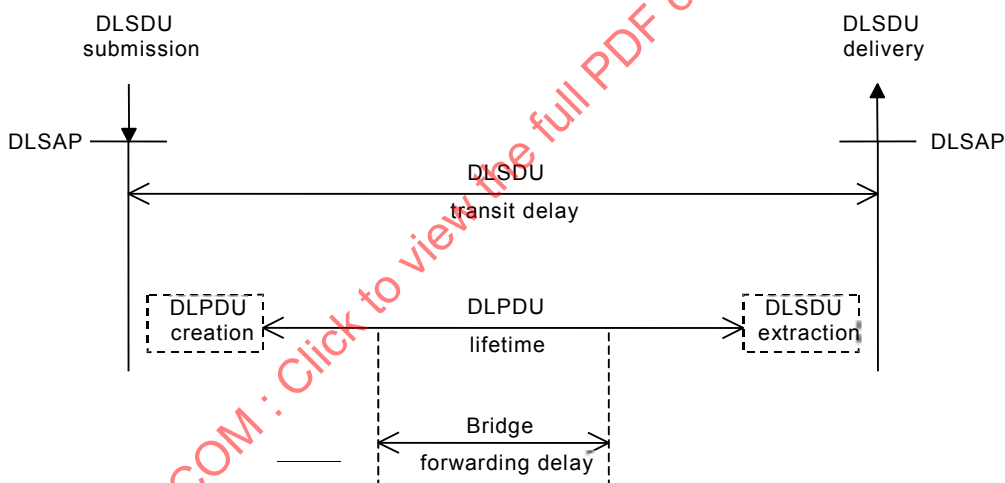 DLSDU
submission
DLSDU
delivery
DLSAP
DLSAP
DLSDU
transit delay
DLPDU
creation
DLPDU
lifetime
DLSDU
extraction
Bridge
forwarding delay
COM : Click to view the full PDF